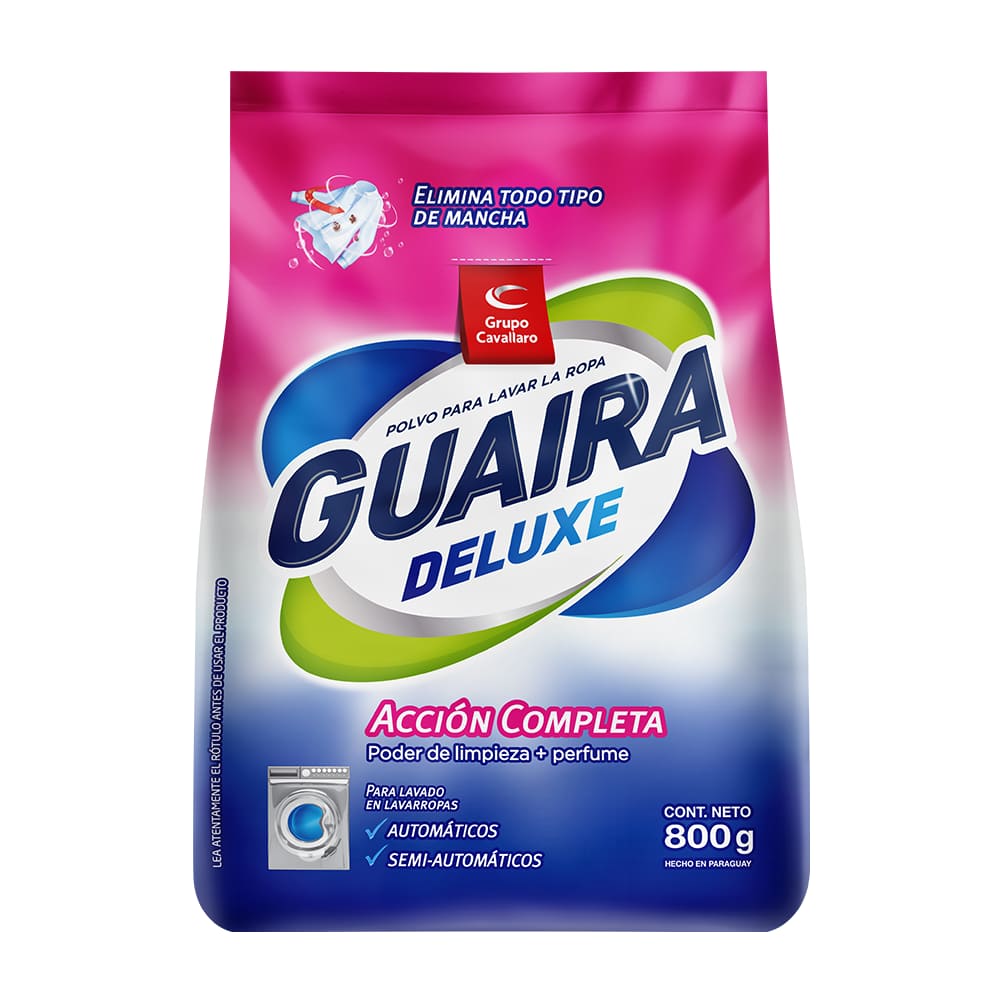 ELIMINA TODO TIPO
DE MANCHA
Grupo
Cavallaro
POLVO PARA LAVAR LA ROPA
GUAIRA
DELUXE
ACCIÓN COMPLETA
Poder de limpieza + perfume
PARA LAVADO
EN LAVARROPAS
AUTOMÁTICOS
SEMI-AUTOMÁTICOS
CONT. NETO
800 g
HECHO EN PARAGUAY
LEA ATENTAMENTE EL RÓTULO ANTES DE USAR EL PRODUCTO